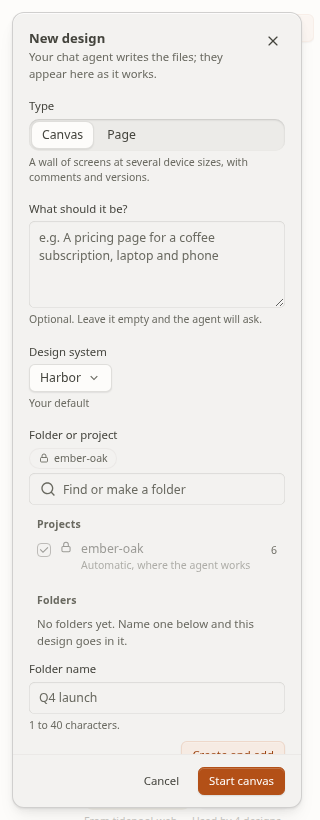 New design
Your chat agent writes the files; they
appear here as it works.
Type
Canvas Page
A wall of screens at several device sizes, with
comments and versions.
What should it be?
e.g. A pricing page for a coffee
subscription, laptop and phone
Optional. Leave it empty and the agent will ask.
Design system
Harbor
Your default
Folder or project
ember-oak
Find or make a folder
Projects
ember-oak 6
Automatic, where the agent works
Folders
No folders yet. Name one below and this
design goes in it.
Folder name
Q4 launch
1 to 40 characters.
Create and add
Cancel Start canvas